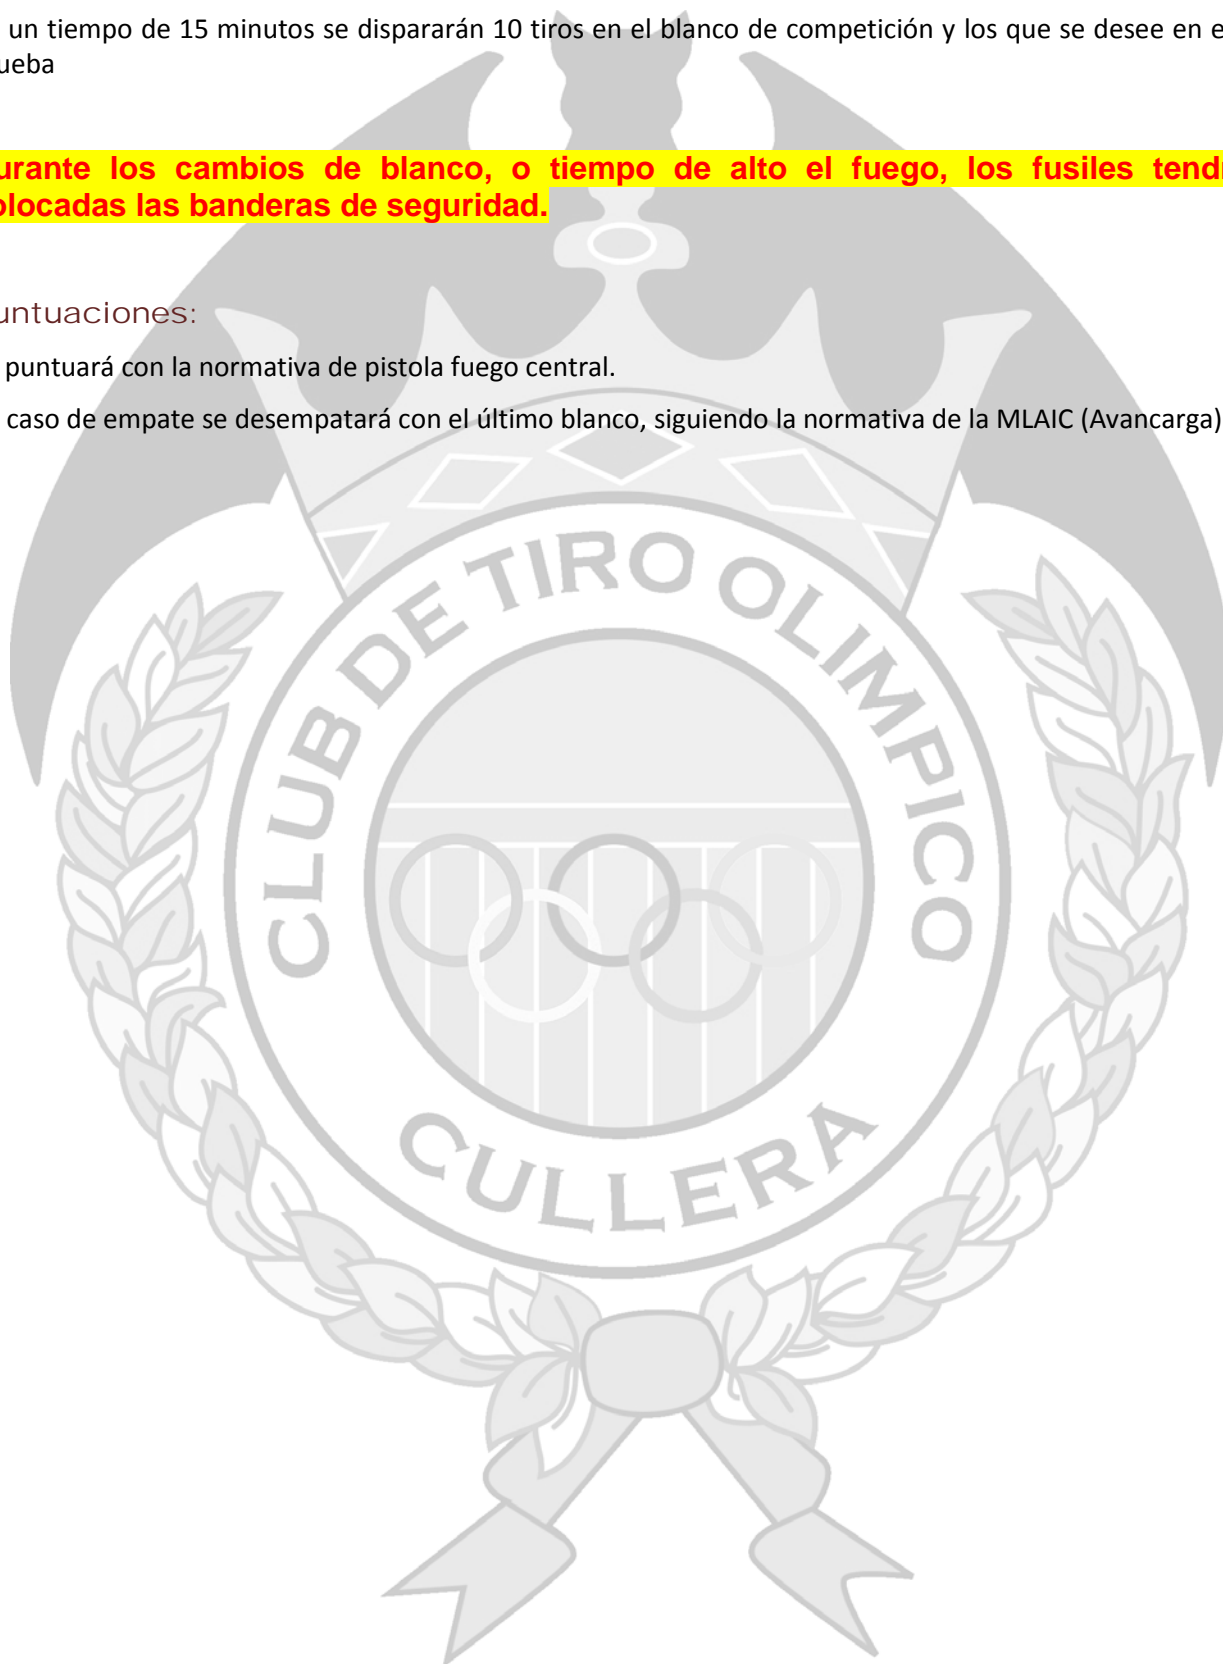 un tiempo de 15 minutos se dispararán 10 tiros en el blanco de competición y los que se desee en e
ueba
urante los cambios de blanco, o tiempo de alto el fuego, los fusiles tendr
olocadas las banderas de seguridad.
untuaciones:
puntuará con la normativa de pistola fuego central.
caso de empate se desempatará con el último blanco, siguiendo la normativa de la MLAIC (Avancarga)
CLUB DE TIRO OLIMPICO
CULLERA